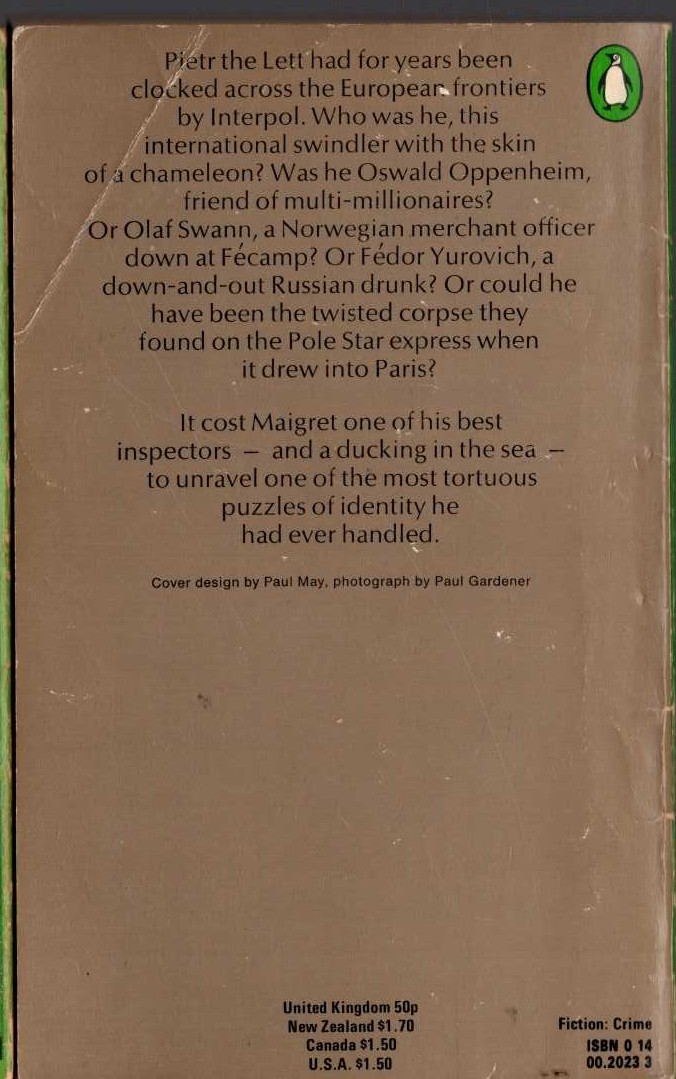 Pietr the Lett had for years been
clocked across the European frontiers
by Interpol. Who was he, this
international swindler with the skin
of a chameleon? Was he Oswald Oppenheim,
friend of multi-millionaires?
Or Olaf Swann, a Norwegian merchant officer
down at Fécamp? Or Fédor Yurovich, a
down-and-out Russian drunk? Or could he
have been the twisted corpse they
found on the Pole Star express when
it drew into Paris?
It cost Maigret one of his best
inspectors – and a ducking in the sea –
to unravel one of the most tortuous
puzzles of identity he
had ever handled.
Cover design by Paul May, photograph by Paul Gardener
United Kingdom 50p
New Zealand $1.70
Canada $1.50
U.S.A. $1.50
Fiction: Crime
ISBN 0 14
00.2023 3